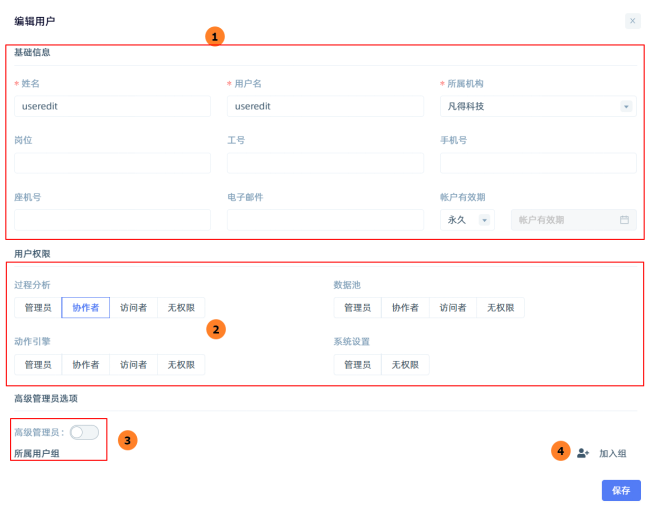 编辑用户
×
1
基础信息
* 姓名 * 用户名 * 所属机构
useredit useredit 凡得科技
岗位 工号 手机号
座机号 电子邮件 帐户有效期
永久 帐户有效期
用户权限
过程分析 数据池
管理员 协作者 访问者 无权限 管理员 协作者 访问者 无权限
2
动作引擎 系统设置
管理员 协作者 访问者 无权限 管理员 无权限
高级管理员选项
高级管理员：
3
所属用户组
4 加入组
保存